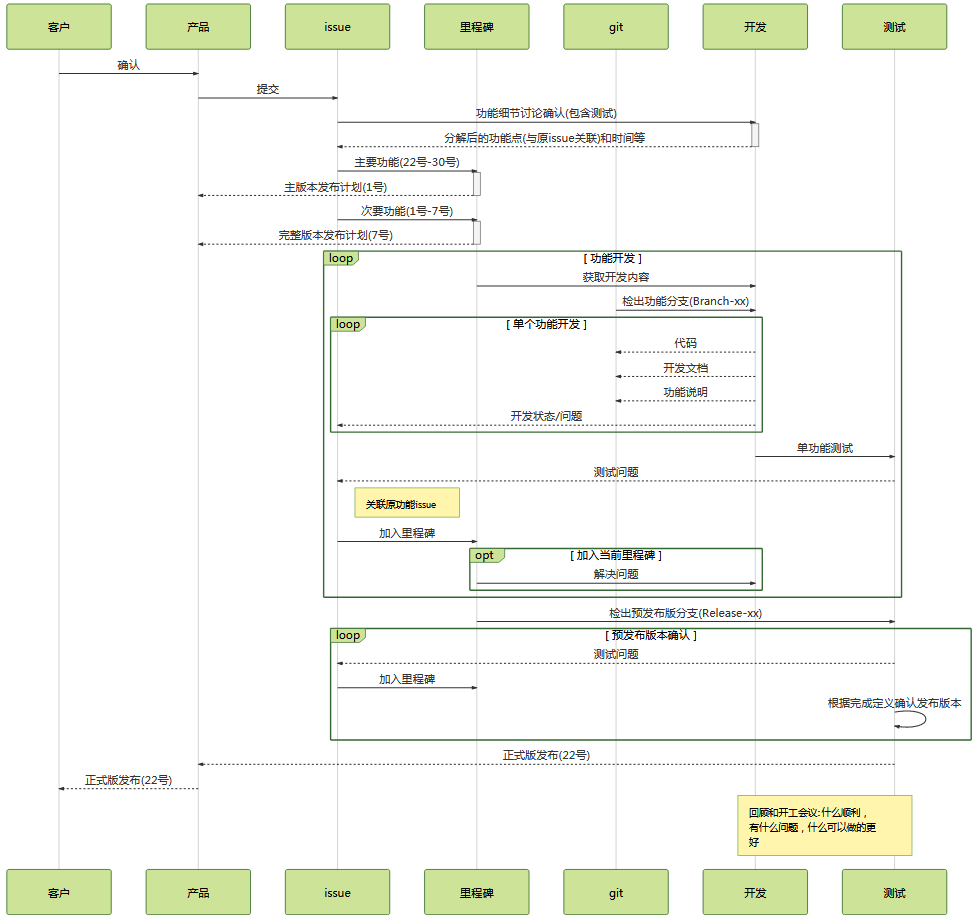 客户
产品
issue
里程碑
git
开发
测试
确认
提交
功能细节讨论确认(包含测试)
分解后的功能点(与原issue关联)和时间等
主要功能(22号-30号)
主版本发布计划(1号)
次要功能(1号-7号)
完整版本发布计划(7号)
loop
[ 功能开发 ]
获取开发内容
检出功能分支(Branch-xx)
loop
[ 单个功能开发 ]
代码
开发文档
功能说明
开发状态/问题
单功能测试
测试问题
关联原功能issue
加入里程碑
opt
[ 加入当前里程碑 ]
解决问题
检出预发布版分支(Release-xx)
loop
[ 预发布版本确认 ]
测试问题
加入里程碑
根据完成定义确认发布版本
正式版发布(22号)
正式版发布(22号)
回顾和开工会议:什么顺利，
有什么问题，什么可以做的更
好
客户
产品
issue
里程碑
git
开发
测试